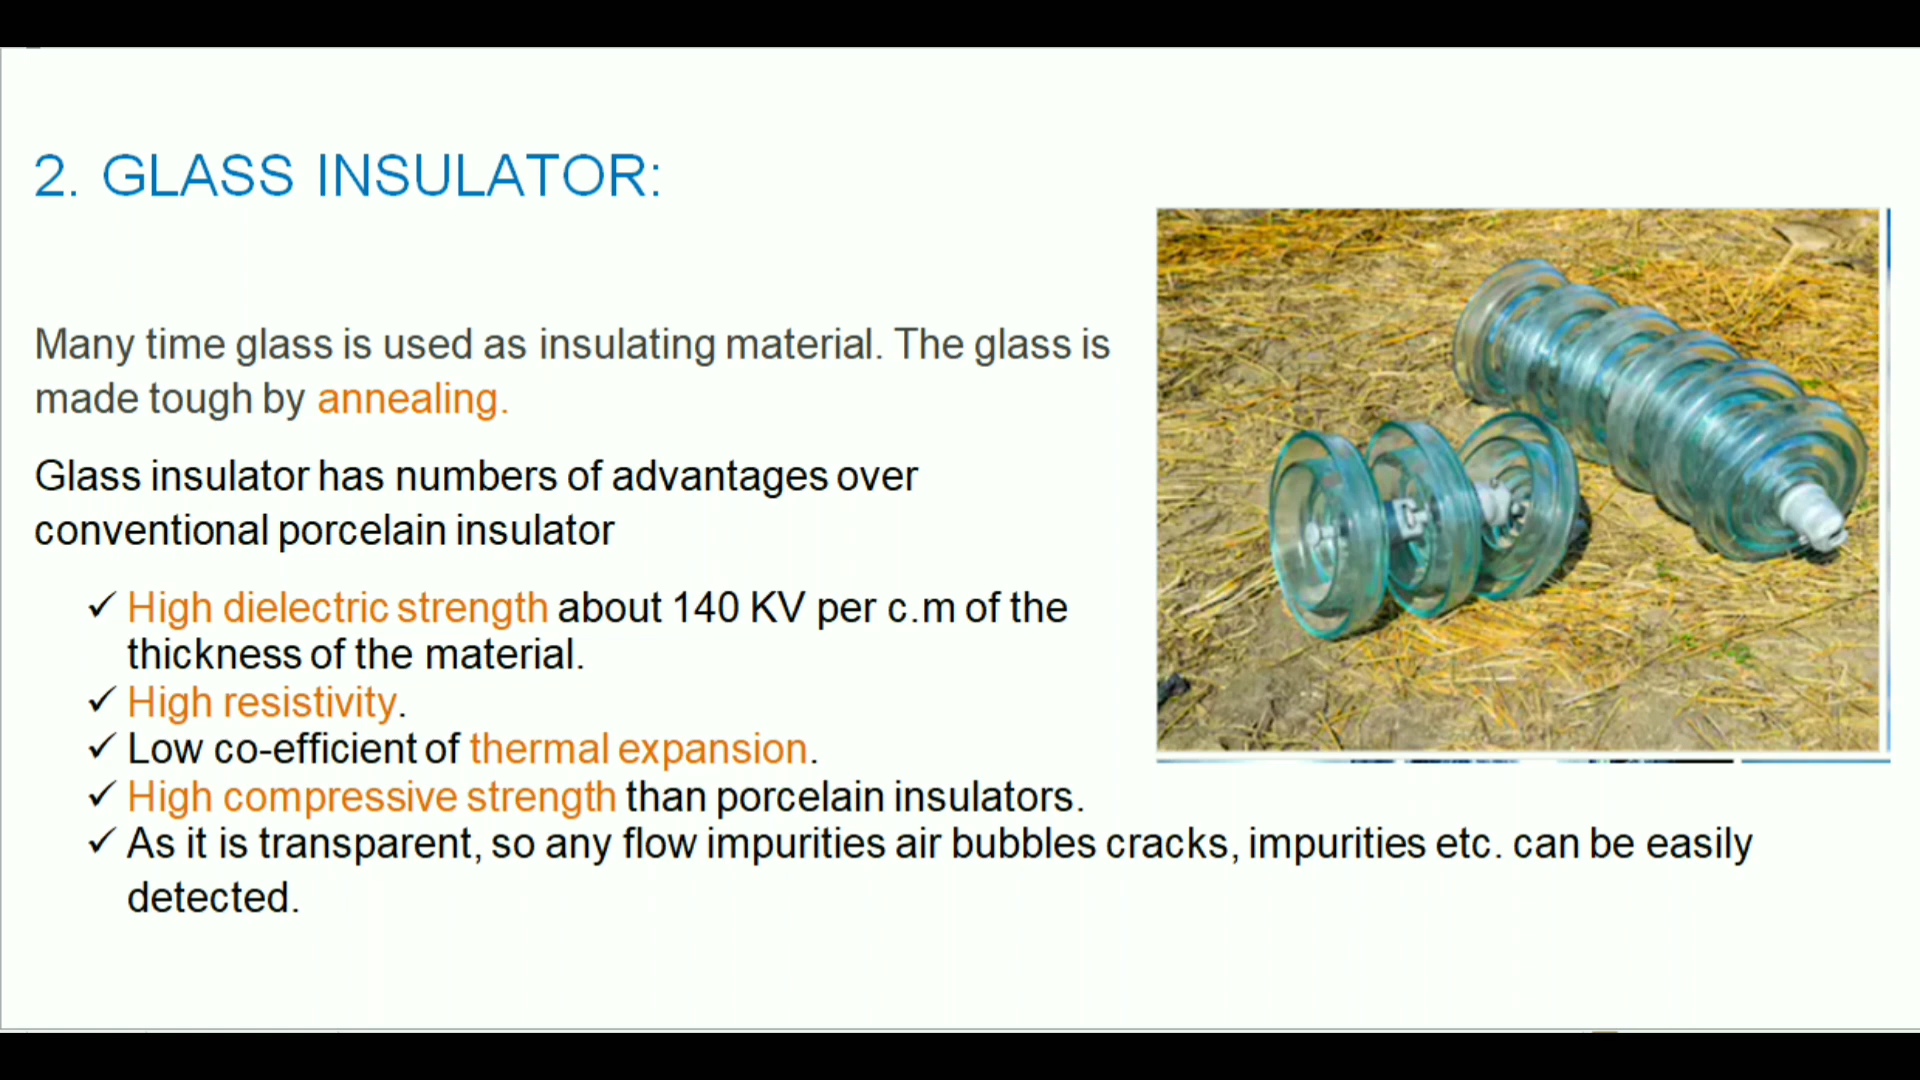 2. GLASS INSULATOR:
Many time glass is used as insulating material. The glass is
made tough by annealing.
Glass insulator has numbers of advantages over
conventional porcelain insulator
✓ High dielectric strength about 140 KV per c.m of the
thickness of the material.
✓ High resistivity.
✓ Low co-efficient of thermal expansion.
✓ High compressive strength than porcelain insulators.
✓ As it is transparent, so any flow impurities air bubbles cracks, impurities etc. can be easily
detected.